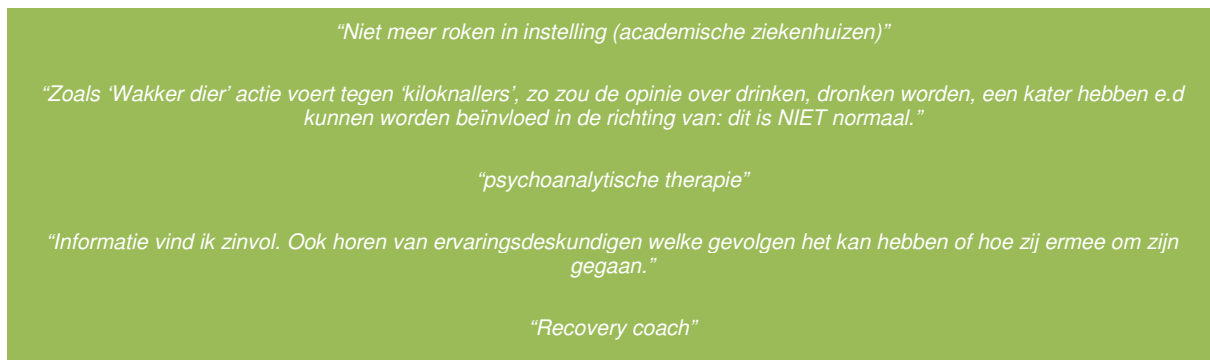 “Niet meer roken in instelling (academische ziekenhuizen)”
“Zoals ‘Wakker dier’ actie voert tegen ‘kiloknallers’, zo zou de opinie over drinken, dronken worden, een kater hebben e.d
kunnen worden beïnvloed in de richting van: dit is NIET normaal.”
“psychoanalytische therapie”
“Informatie vind ik zinvol. Ook horen van ervaringsdeskundigen welke gevolgen het kan hebben of hoe zij ermee om zijn
gegaan.”
“Recovery coach”